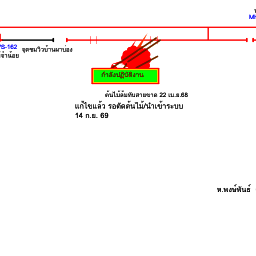 YS-162
จุดชมวิวบ้านผาบ่อง
กำลังปฏิบัติงาน
ต้นไม้ล้มทับสายขาด 22 เม.ย.68
แก้ไขแล้ว รอตัดต้นไม้/นำเข้าระบบ
14 ก.ย. 69
ห.พงษ์พันธ์